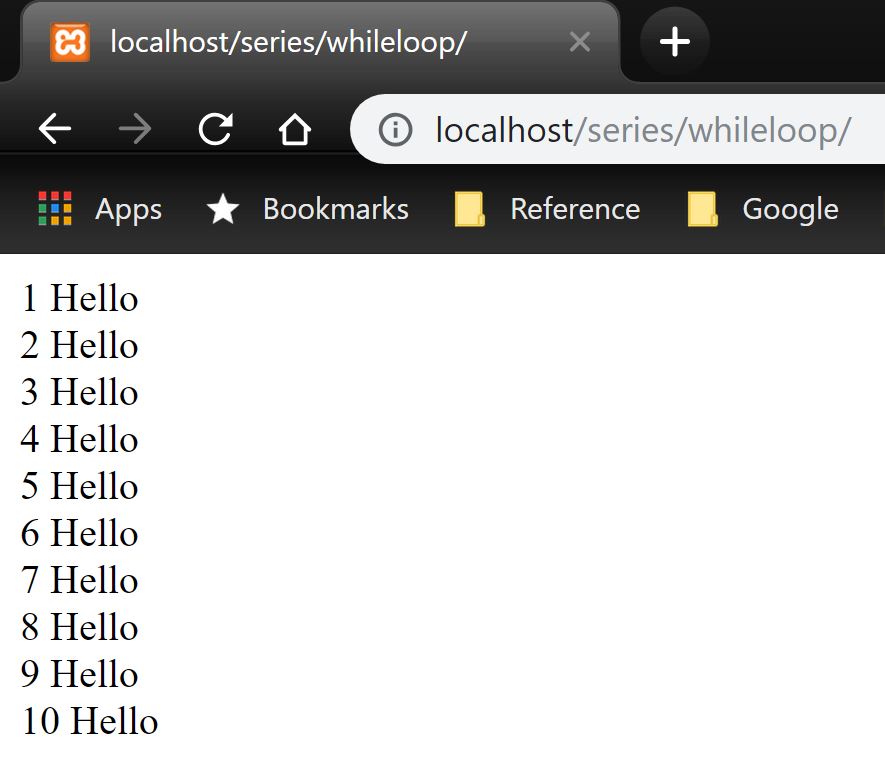 localhost/series/whileloop/
localhost/series/whileloop/
Apps Bookmarks Reference Google
1 Hello
2 Hello
3 Hello
4 Hello
5 Hello
6 Hello
7 Hello
8 Hello
9 Hello
10 Hello